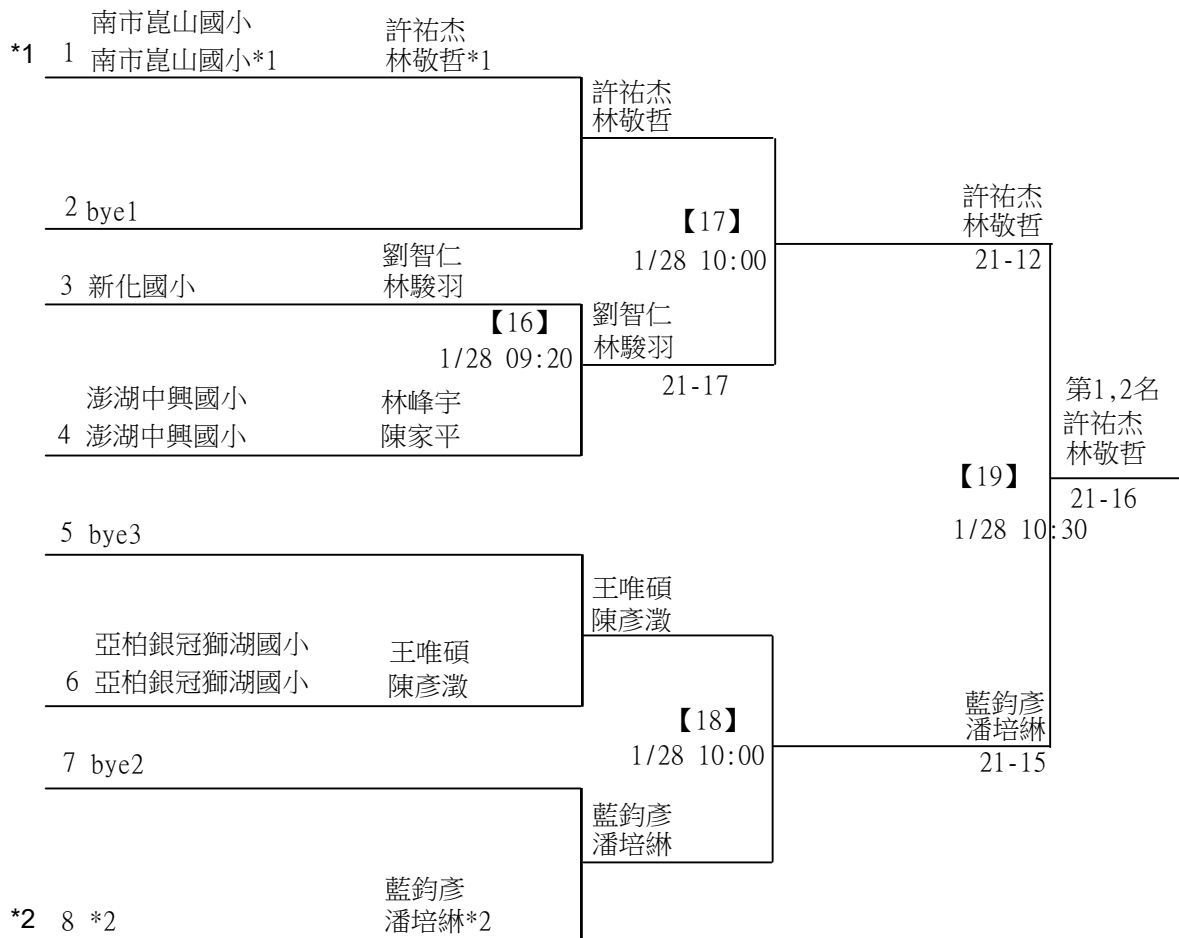 南市崑山國小 許祐杰
*1 1 南市崑山國小*1 林敬哲*1
許祐杰
林敬哲
2 bye1
【17】
1/28 10:00
許祐杰
林敬哲
21-12
劉智仁
3 新化國小 林駿羽
【16】
1/28 09:20
劉智仁
林駿羽
21-17
澎湖中興國小 林峰宇
4 澎湖中興國小 陳家平
第1,2名
許祐杰
林敬哲
21-16
【19】
1/28 10:30
5 bye3
王唯碩
陳彥澂
亞柏銀冠獅湖國小 王唯碩
6 亞柏銀冠獅湖國小 陳彥澂
【18】
1/28 10:00
藍鈞彥
潘培綝
21-15
7 bye2
藍鈞彥
潘培綝
藍鈞彥
*2 8 *2 潘培綝*2